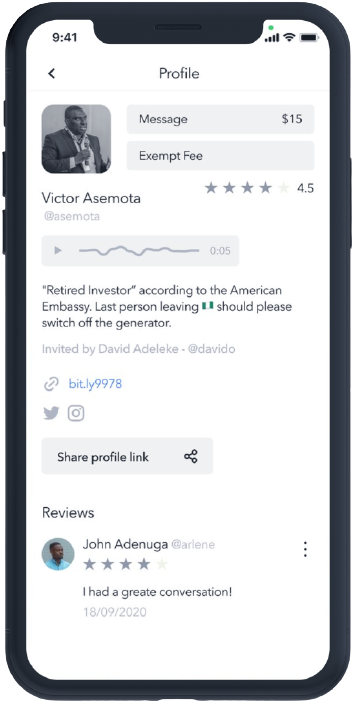 9:41
Profile
Message $15
Exempt Fee
4.5
Victor Asemota
@asemota
0:05
"Retired Investor" according to the American
Embassy. Last person leaving 🇳🇬 should please
switch off the generator.
Invited by David Adeleke - @davido
bit.ly9978
Share profile link
Reviews
John Adenuga @arlene
I had a greate conversation!
18/09/2020